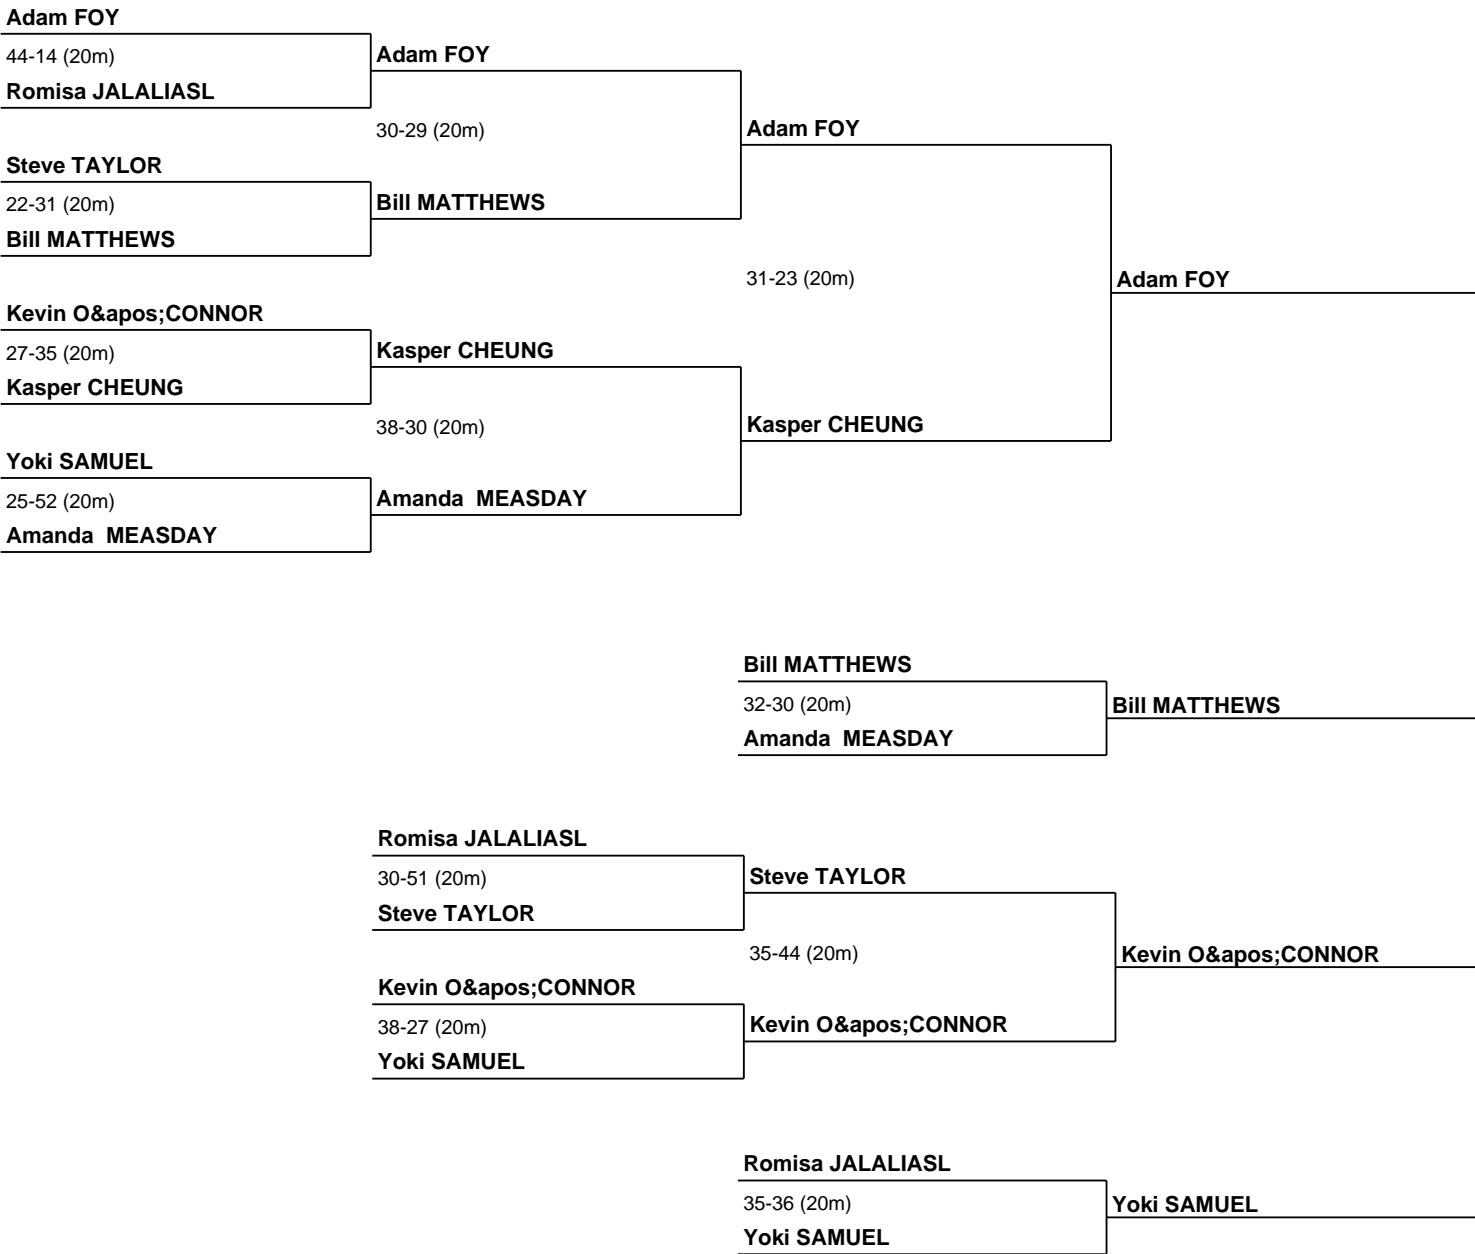 Adam FOY
44-14 (20m)
Adam FOY
Romisa JALALIASL
30-29 (20m)
Adam FOY
Steve TAYLOR
22-31 (20m)
Bill MATTHEWS
Bill MATTHEWS
31-23 (20m)
Adam FOY
Kevin O&apos;CONNOR
27-35 (20m)
Kasper CHEUNG
Kasper CHEUNG
38-30 (20m)
Kasper CHEUNG
Yoki SAMUEL
25-52 (20m)
Amanda  MEASDAY
Amanda  MEASDAY
Bill MATTHEWS
32-30 (20m)
Bill MATTHEWS
Amanda  MEASDAY
Romisa JALALIASL
30-51 (20m)
Steve TAYLOR
Steve TAYLOR
35-44 (20m)
Kevin O&apos;CONNOR
Kevin O&apos;CONNOR
38-27 (20m)
Kevin O&apos;CONNOR
Yoki SAMUEL
Romisa JALALIASL
35-36 (20m)
Yoki SAMUEL
Yoki SAMUEL